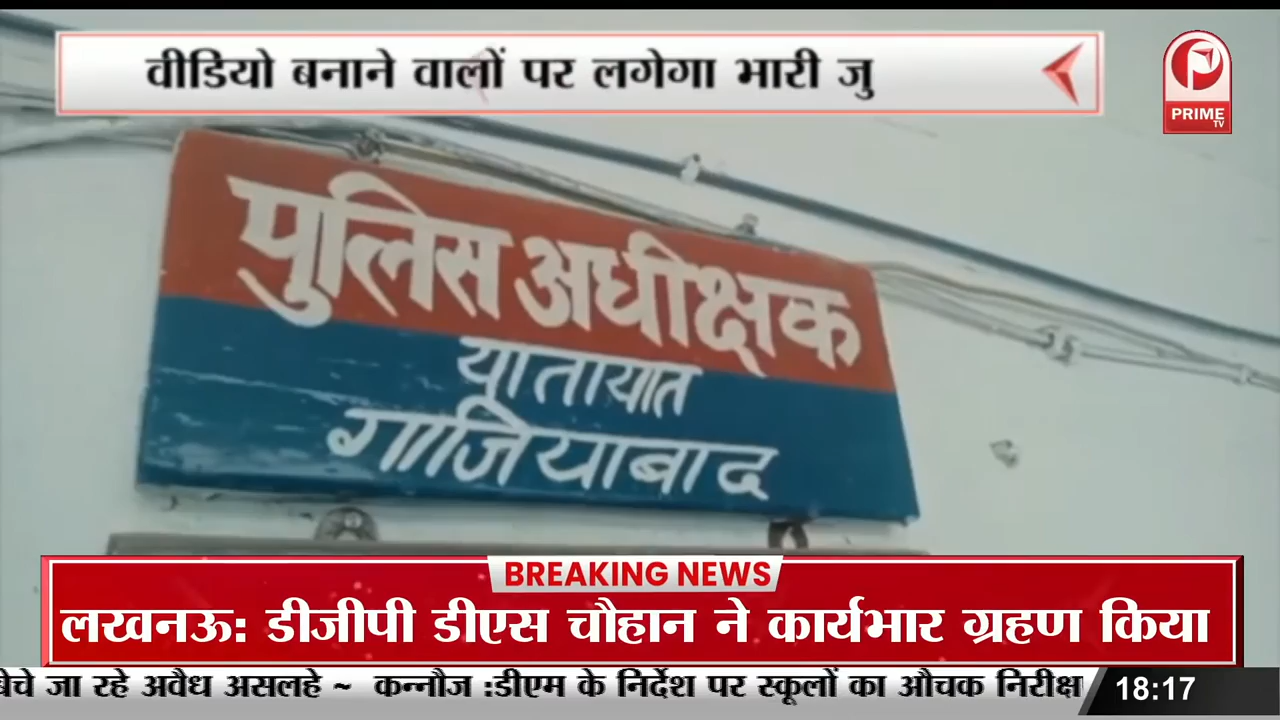 वीडियो बनाने वालों पर लगेगा भारी जु
PRIME
TV
पुलिस अधीक्षक
यातायात
गाजियाबाद
BREAKING NEWS
लखनऊ: डीजीपी डीएस चौहान ने कार्यभार ग्रहण किया
बेचे जा रहे अवैध असलहे ~ कन्नौज :डीएम के निर्देश पर स्कूलों का औचक निरीक्ष
18:17